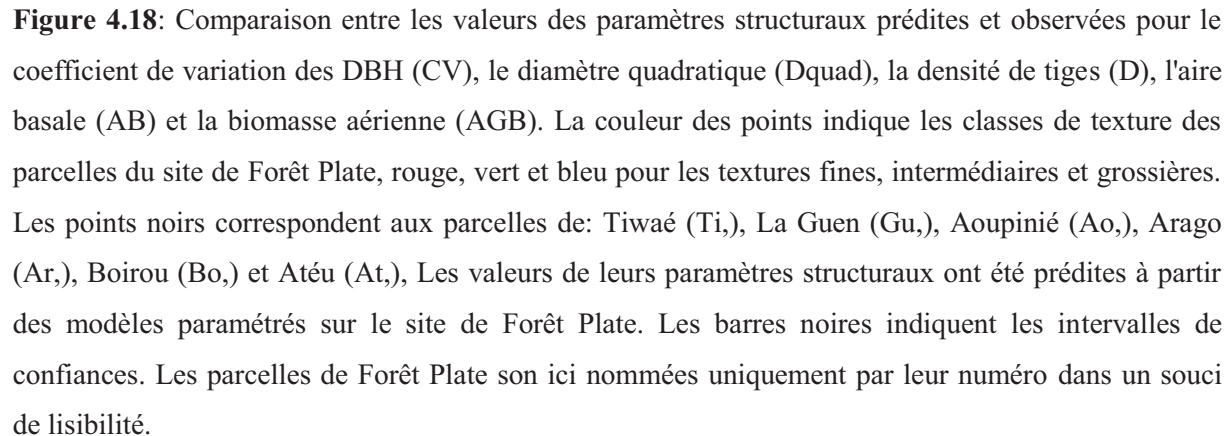 Figure 4.18: Comparaison entre les valeurs des paramètres structuraux prédites et observées pour le
coefficient de variation des DBH (CV), le diamètre quadratique (Dquad), la densité de tiges (D), l'aire
basale (AB) et la biomasse aérienne (AGB). La couleur des points indique les classes de texture des
parcelles du site de Forêt Plate, rouge, vert et bleu pour les textures fines, intermédiaires et grossières.
Les points noirs correspondent aux parcelles de: Tiwaé (Ti,), La Guen (Gu,), Aoupinié (Ao,), Arago
(Ar,), Boirou (Bo,) et Atéu (At,), Les valeurs de leurs paramètres structuraux ont été prédites à partir
des modèles paramétrés sur le site de Forêt Plate. Les barres noires indiquent les intervalles de
confiances. Les parcelles de Forêt Plate son ici nommées uniquement par leur numéro dans un souci
de lisibilité.